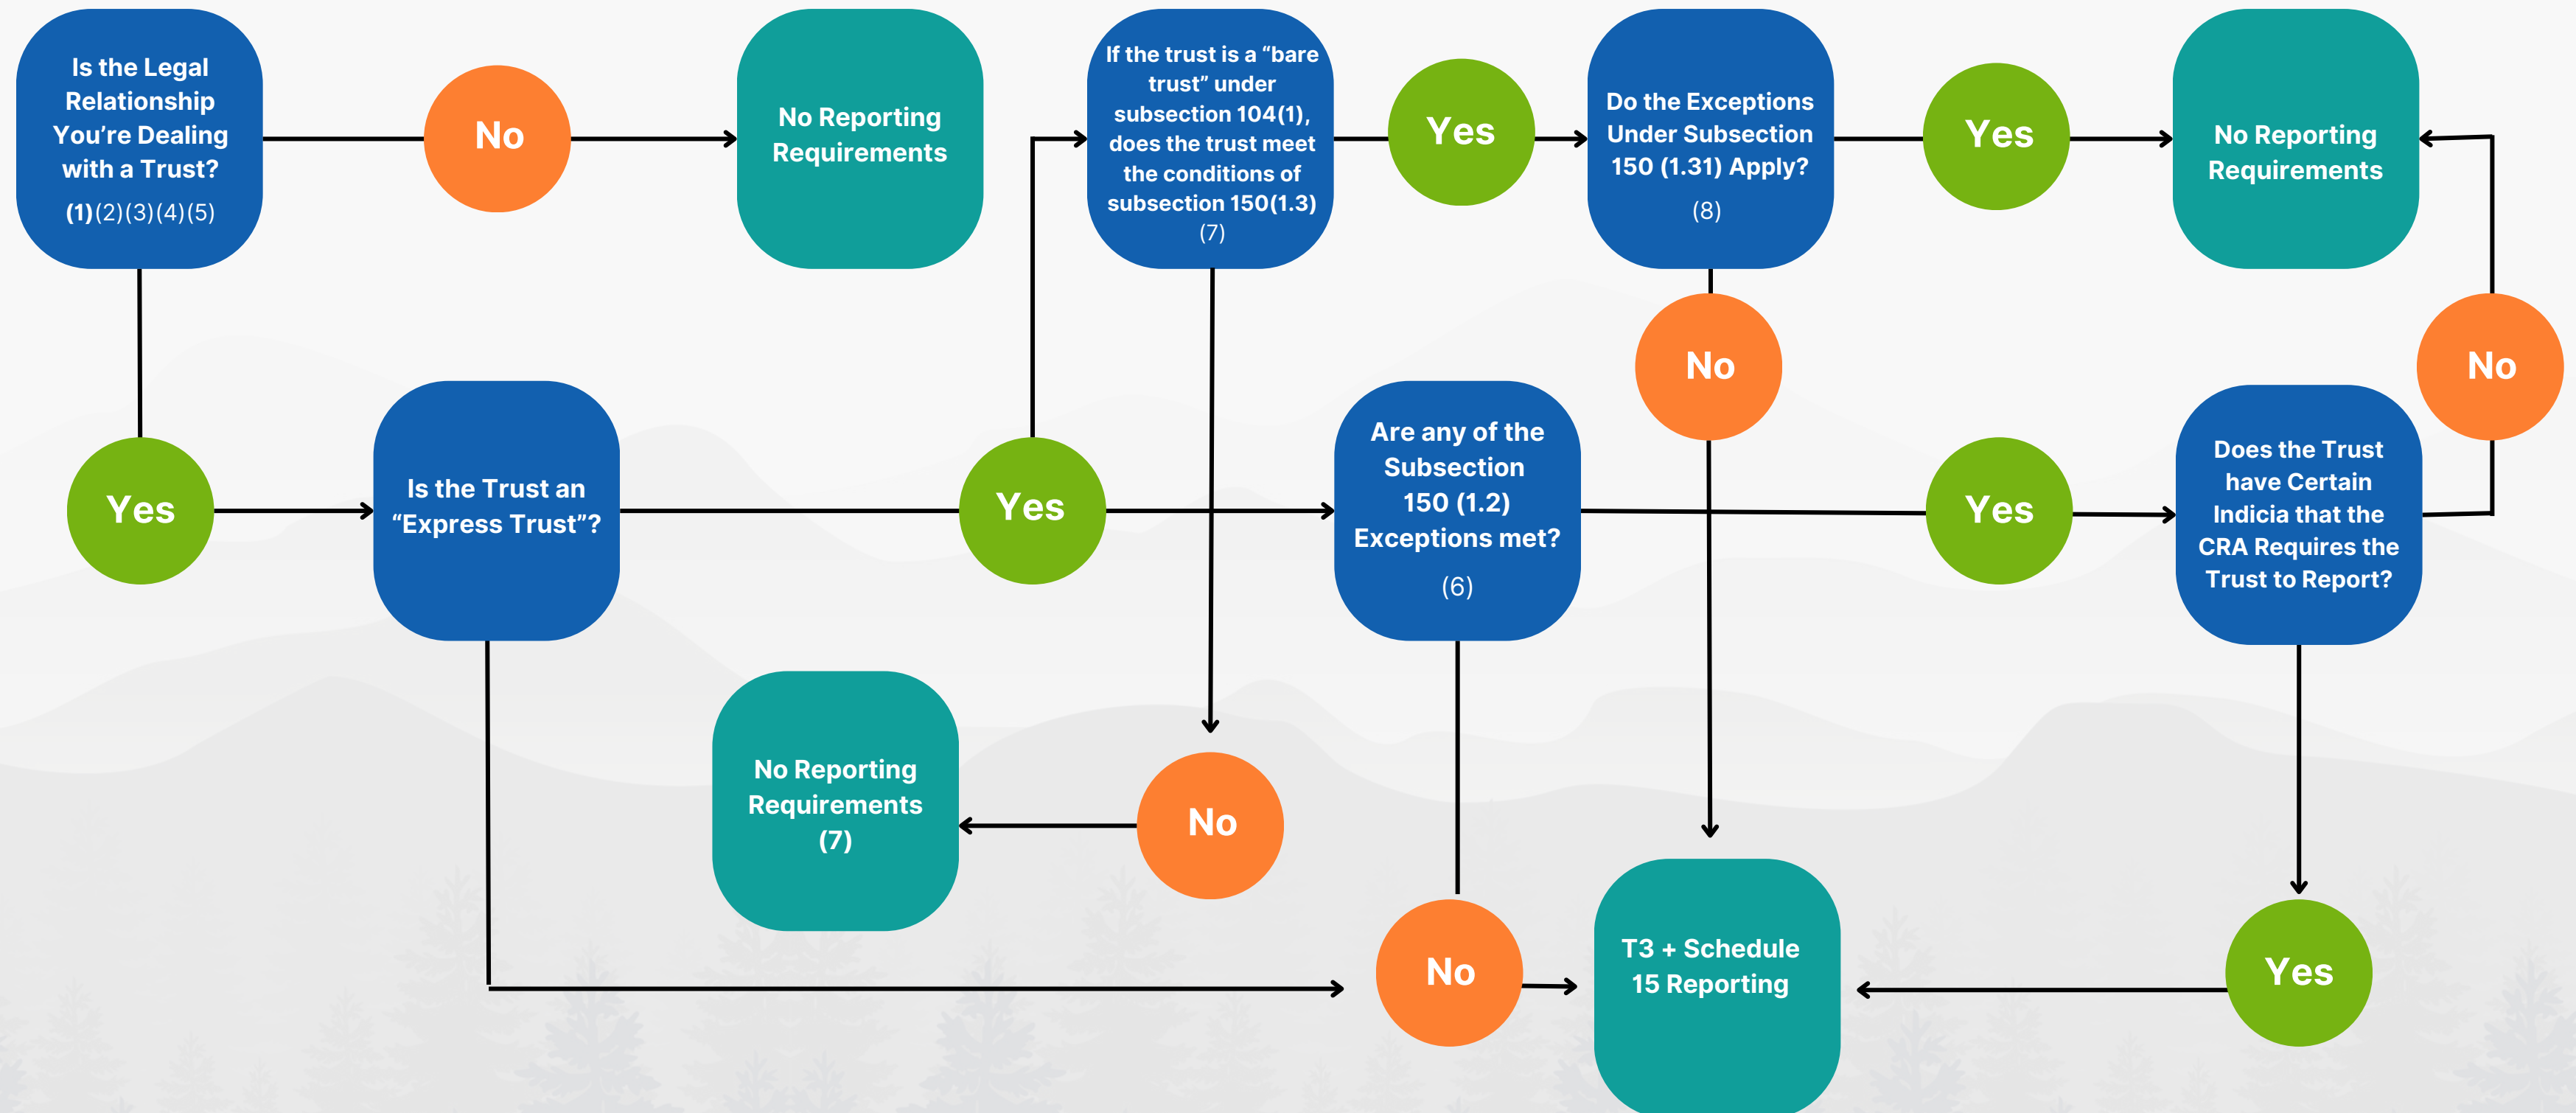 Is the Legal
Relationship
You’re Dealing
with a Trust?
(1)(2)(3)(4)(5)
No
No Reporting
Requirements
If the trust is a “bare
trust” under
subsection 104(1),
does the trust meet
the conditions of
subsection 150(1.3)
(7)
Yes
Do the Exceptions
Under Subsection
150 (1.31) Apply?
(8)
Yes
No Reporting
Requirements
No
No
Yes
Is the Trust an
“Express Trust”?
Yes
Are any of the
Subsection
150 (1.2)
Exceptions met?
(6)
Yes
Does the Trust
have Certain
Indicia that the
CRA Requires the
Trust to Report?
No Reporting
Requirements
(7)
No
No
T3 + Schedule
15 Reporting
Yes